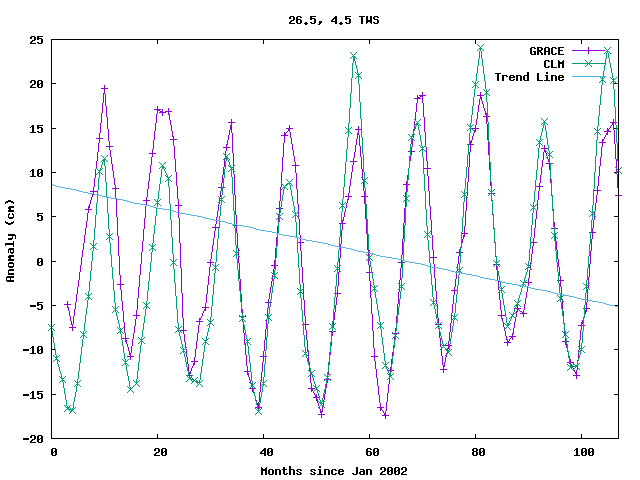 26.5, 4.5 TWS
GRACE
CLM
Trend Line
25
20
15
10
5
0
-5
-10
-15
-20
Anomaly (cm)
0 20 40 60 80 100
Months since Jan 2002